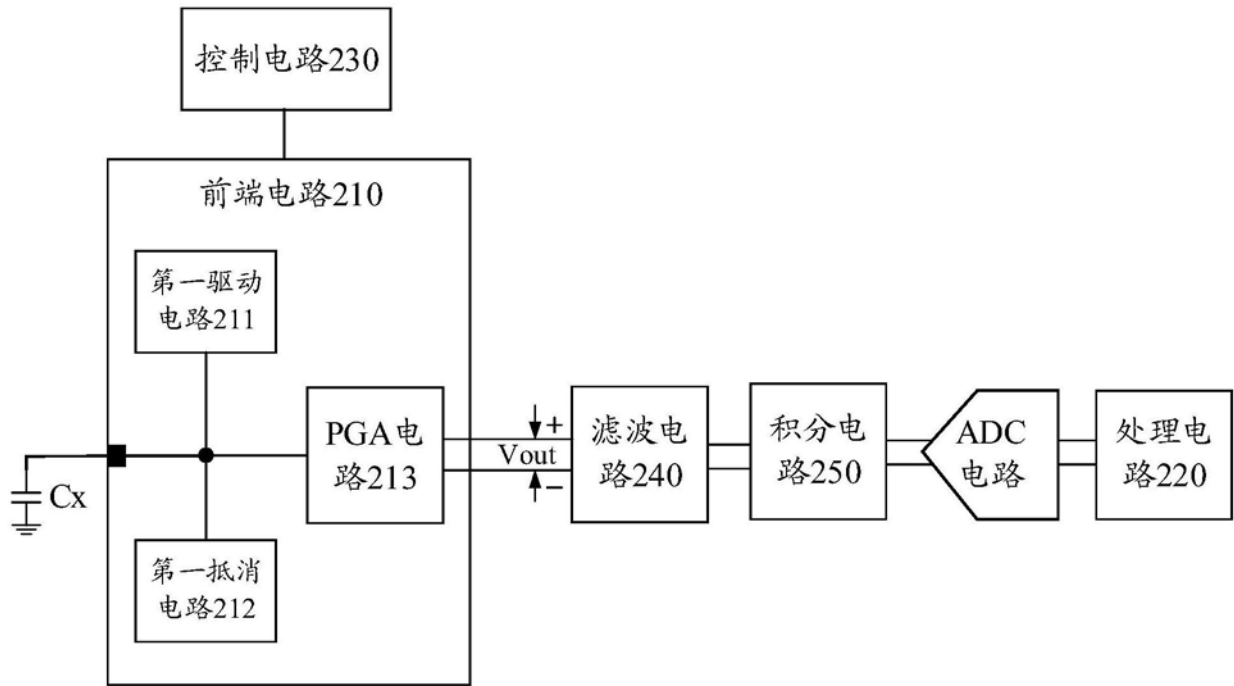 控制电路230
前端电路210
第一驱动
电路211
PGA电
路213
+
Vout
−
滤波电
路240
积分电
路250
ADC
电路
处理电
路220
Cx
第一抵消
电路212